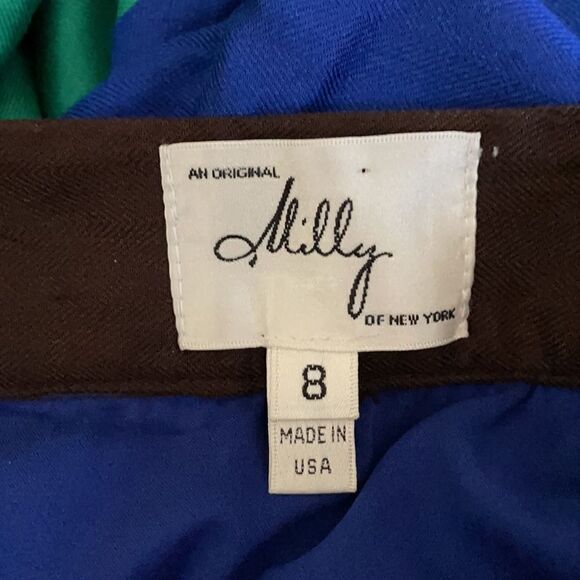 AN ORIGINAL
Milly
OF NEW YORK
8
MADE IN
USA